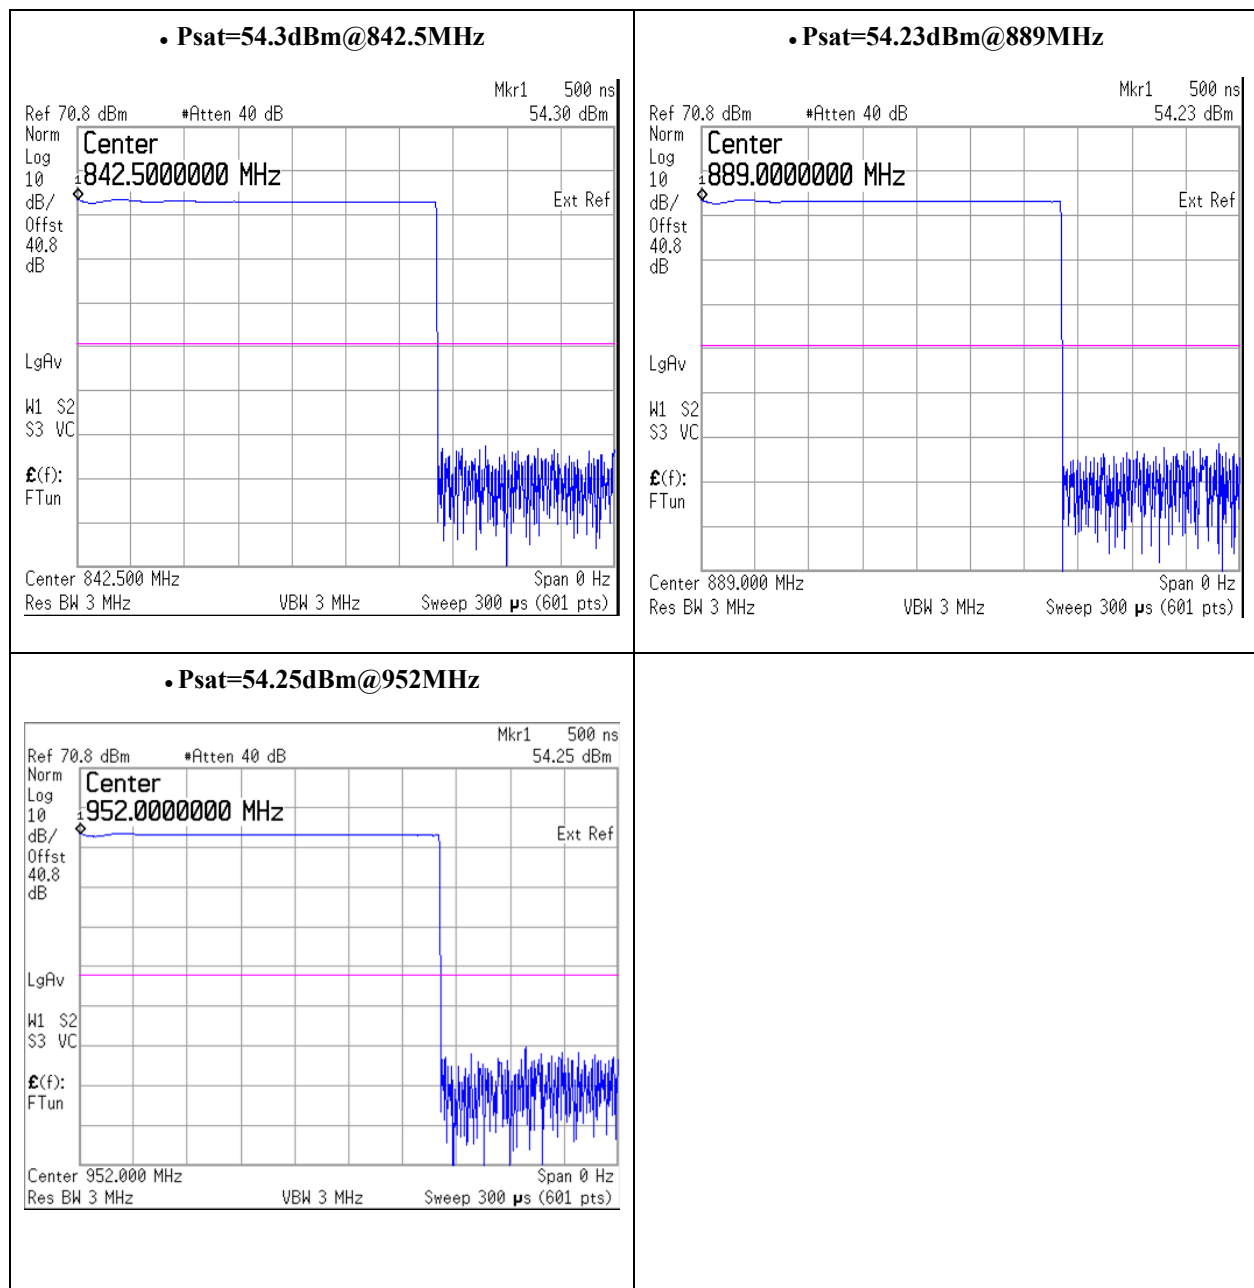 • Psat=54.3dBm@842.5MHz
Mkr1 500 ns
Ref 70.8 dBm #Atten 40 dB 54.30 dBm
Norm
Log
10
dB/
Offst
40.8
dB
Center
842.5000000 MHz
1
Ext Ref
LgAv
W1 S2
S3 VC
£(f):
FTun
Center 842.500 MHz Span 0 Hz
Res BW 3 MHz VBW 3 MHz Sweep 300 µs (601 pts)
• Psat=54.23dBm@889MHz
Mkr1 500 ns
Ref 70.8 dBm #Atten 40 dB 54.23 dBm
Norm
Log
10
dB/
Offst
40.8
dB
Center
889.0000000 MHz
1
Ext Ref
LgAv
W1 S2
S3 VC
£(f):
FTun
Center 889.000 MHz Span 0 Hz
Res BW 3 MHz VBW 3 MHz Sweep 300 µs (601 pts)
• Psat=54.25dBm@952MHz
Mkr1 500 ns
Ref 70.8 dBm #Atten 40 dB 54.25 dBm
Norm
Log
10
dB/
Offst
40.8
dB
Center
952.0000000 MHz
1
Ext Ref
LgAv
W1 S2
S3 VC
£(f):
FTun
Center 952.000 MHz Span 0 Hz
Res BW 3 MHz VBW 3 MHz Sweep 300 µs (601 pts)